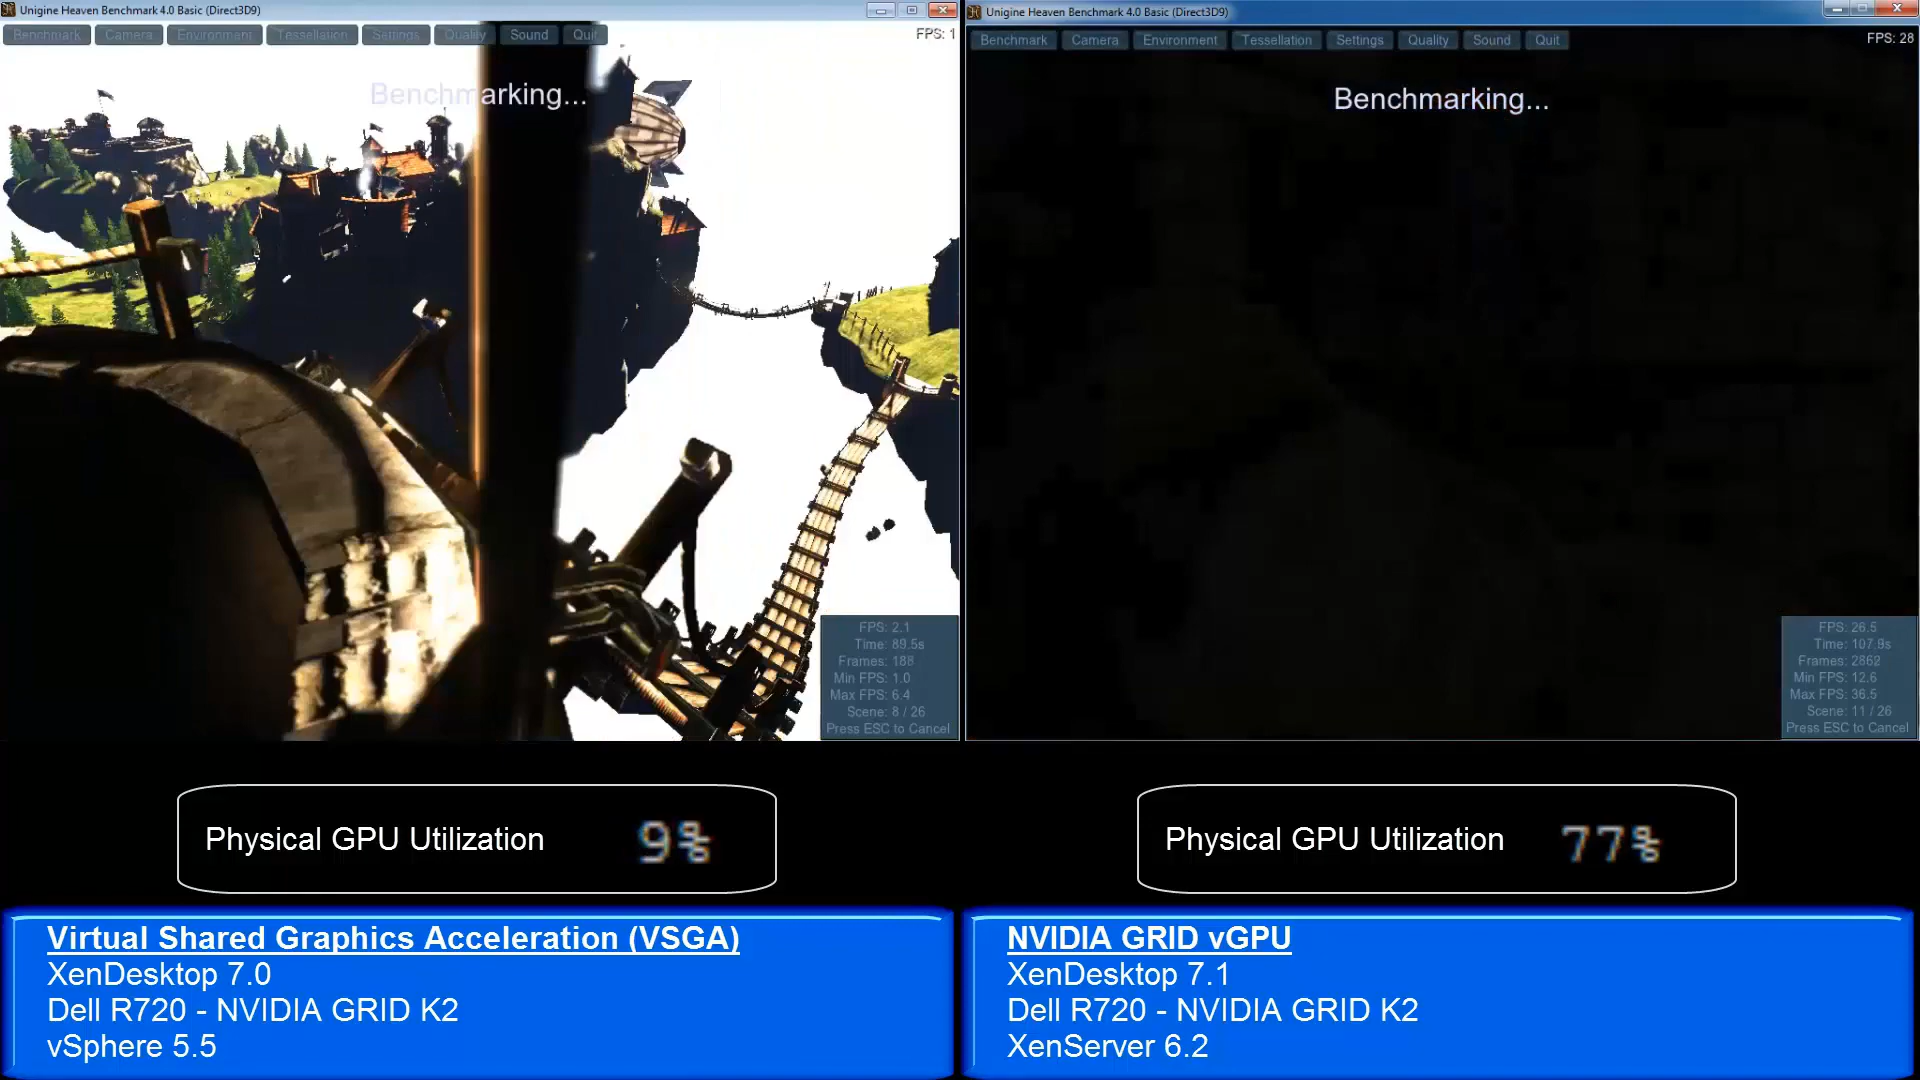 Unigine Heaven Benchmark 4.0 Basic (Direct3D9)
Benchmark Camera Environment Tessellation Settings Quality Sound Quit
FPS: 1
Benchmarking...
FPS: 2.1
Time: 89.5s
Frames: 188
Min FPS: 1.0
Max FPS: 6.4
Scene: 8 / 26
Press ESC to Cancel
Unigine Heaven Benchmark 4.0 Basic (Direct3D9)
Benchmark Camera Environment Tessellation Settings Quality Sound Quit
FPS: 28
Benchmarking...
FPS: 26.5
Time: 107.9s
Frames: 2862
Min FPS: 12.6
Max FPS: 36.5
Scene: 11 / 26
Press ESC to Cancel
Physical GPU Utilization 9%
Physical GPU Utilization 77%
Virtual Shared Graphics Acceleration (VSGA)
XenDesktop 7.0
Dell R720 - NVIDIA GRID K2
vSphere 5.5
NVIDIA GRID vGPU
XenDesktop 7.1
Dell R720 - NVIDIA GRID K2
XenServer 6.2